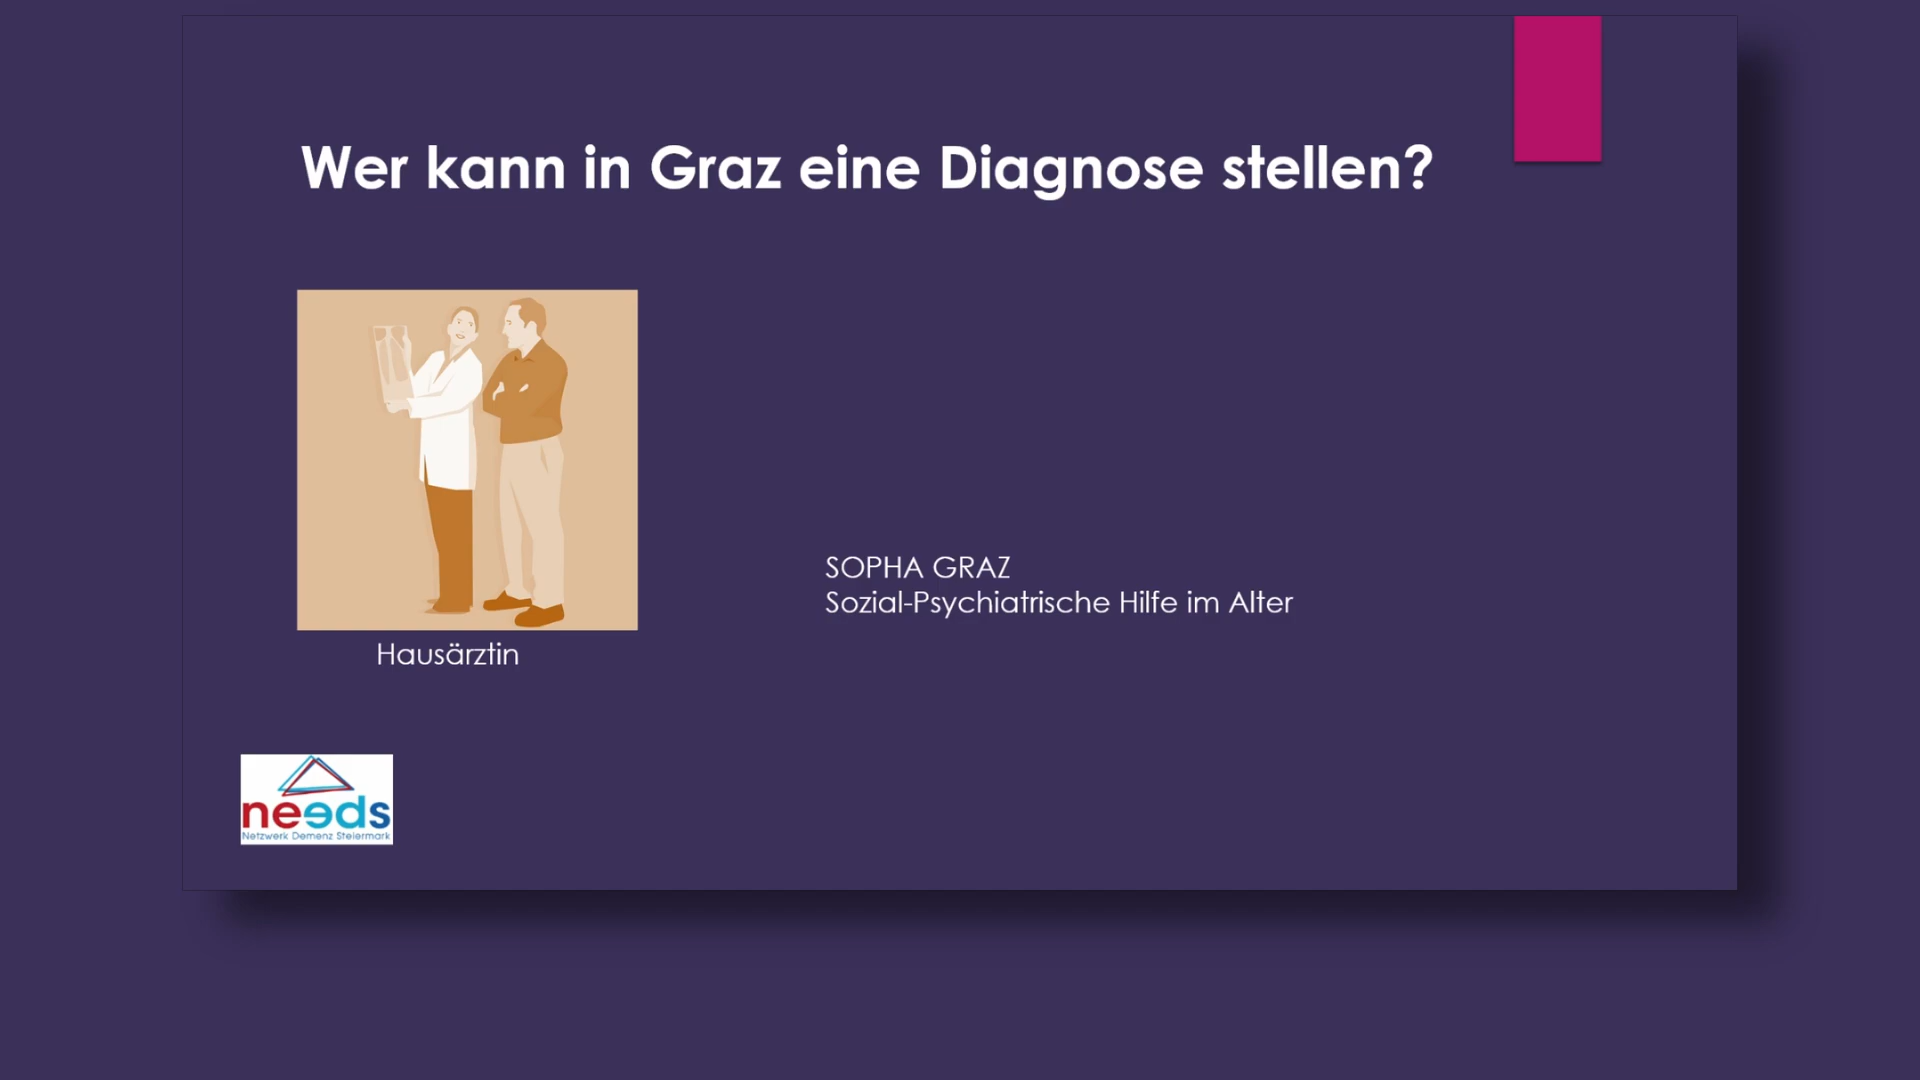 Wer kann in Graz eine Diagnose stellen?
SOPHA GRAZ
Sozial-Psychiatrische Hilfe im Alter
Hausärztin
needs
Netzwerk Demenz Steiermark